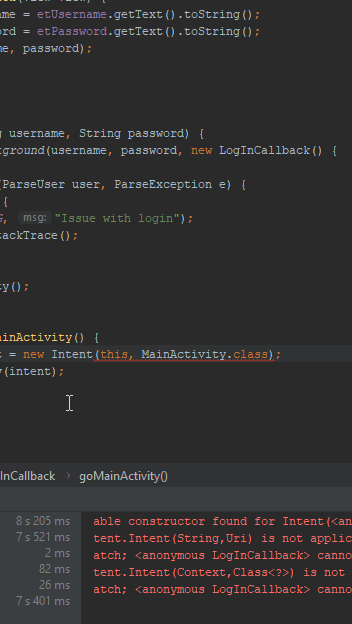 ame = etUsername.getText().toString();
ord = etPassword.getText().toString();
me, password);
g username, String password) {
ground(username, password, new LogInCallback() {
(ParseUser user, ParseException e) {
{
, msg: "Issue with login");
tackTrace();
ty();
ainActivity() {
t = new Intent(this, MainActivity.class);
y(intent);
InCallback › goMainActivity()
8 s 205 ms able constructor found for Intent(<an
7 s 521 ms tent.Intent(String,Uri) is not applic
2 ms atch; <anonymous LogInCallback> canno
82 ms tent.Intent(Context,Class<?>) is not
26 ms atch; <anonymous LogInCallback> canno
7 s 401 ms